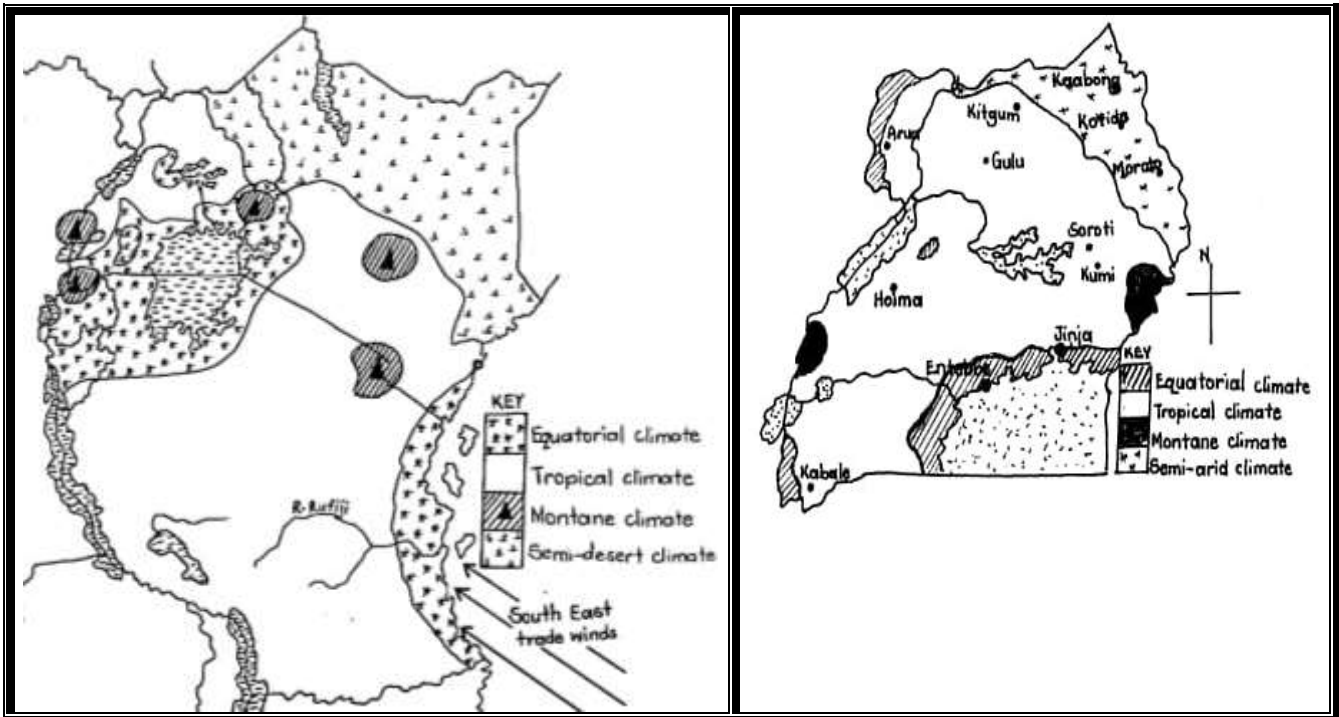 KEY
Equatorial climate
Tropical climate
R. Rufiji
Montane climate
Semi-desert climate
South East
trade winds
Kaabong
Kitgum
Kotido
Arua
Gulu
Moroto
Soroti
N
Kumi
Hoima
Jinja
KEY
Entebbe
Equatorial climate
Tropical climate
Montane climate
Semi-arid climate
Kabale